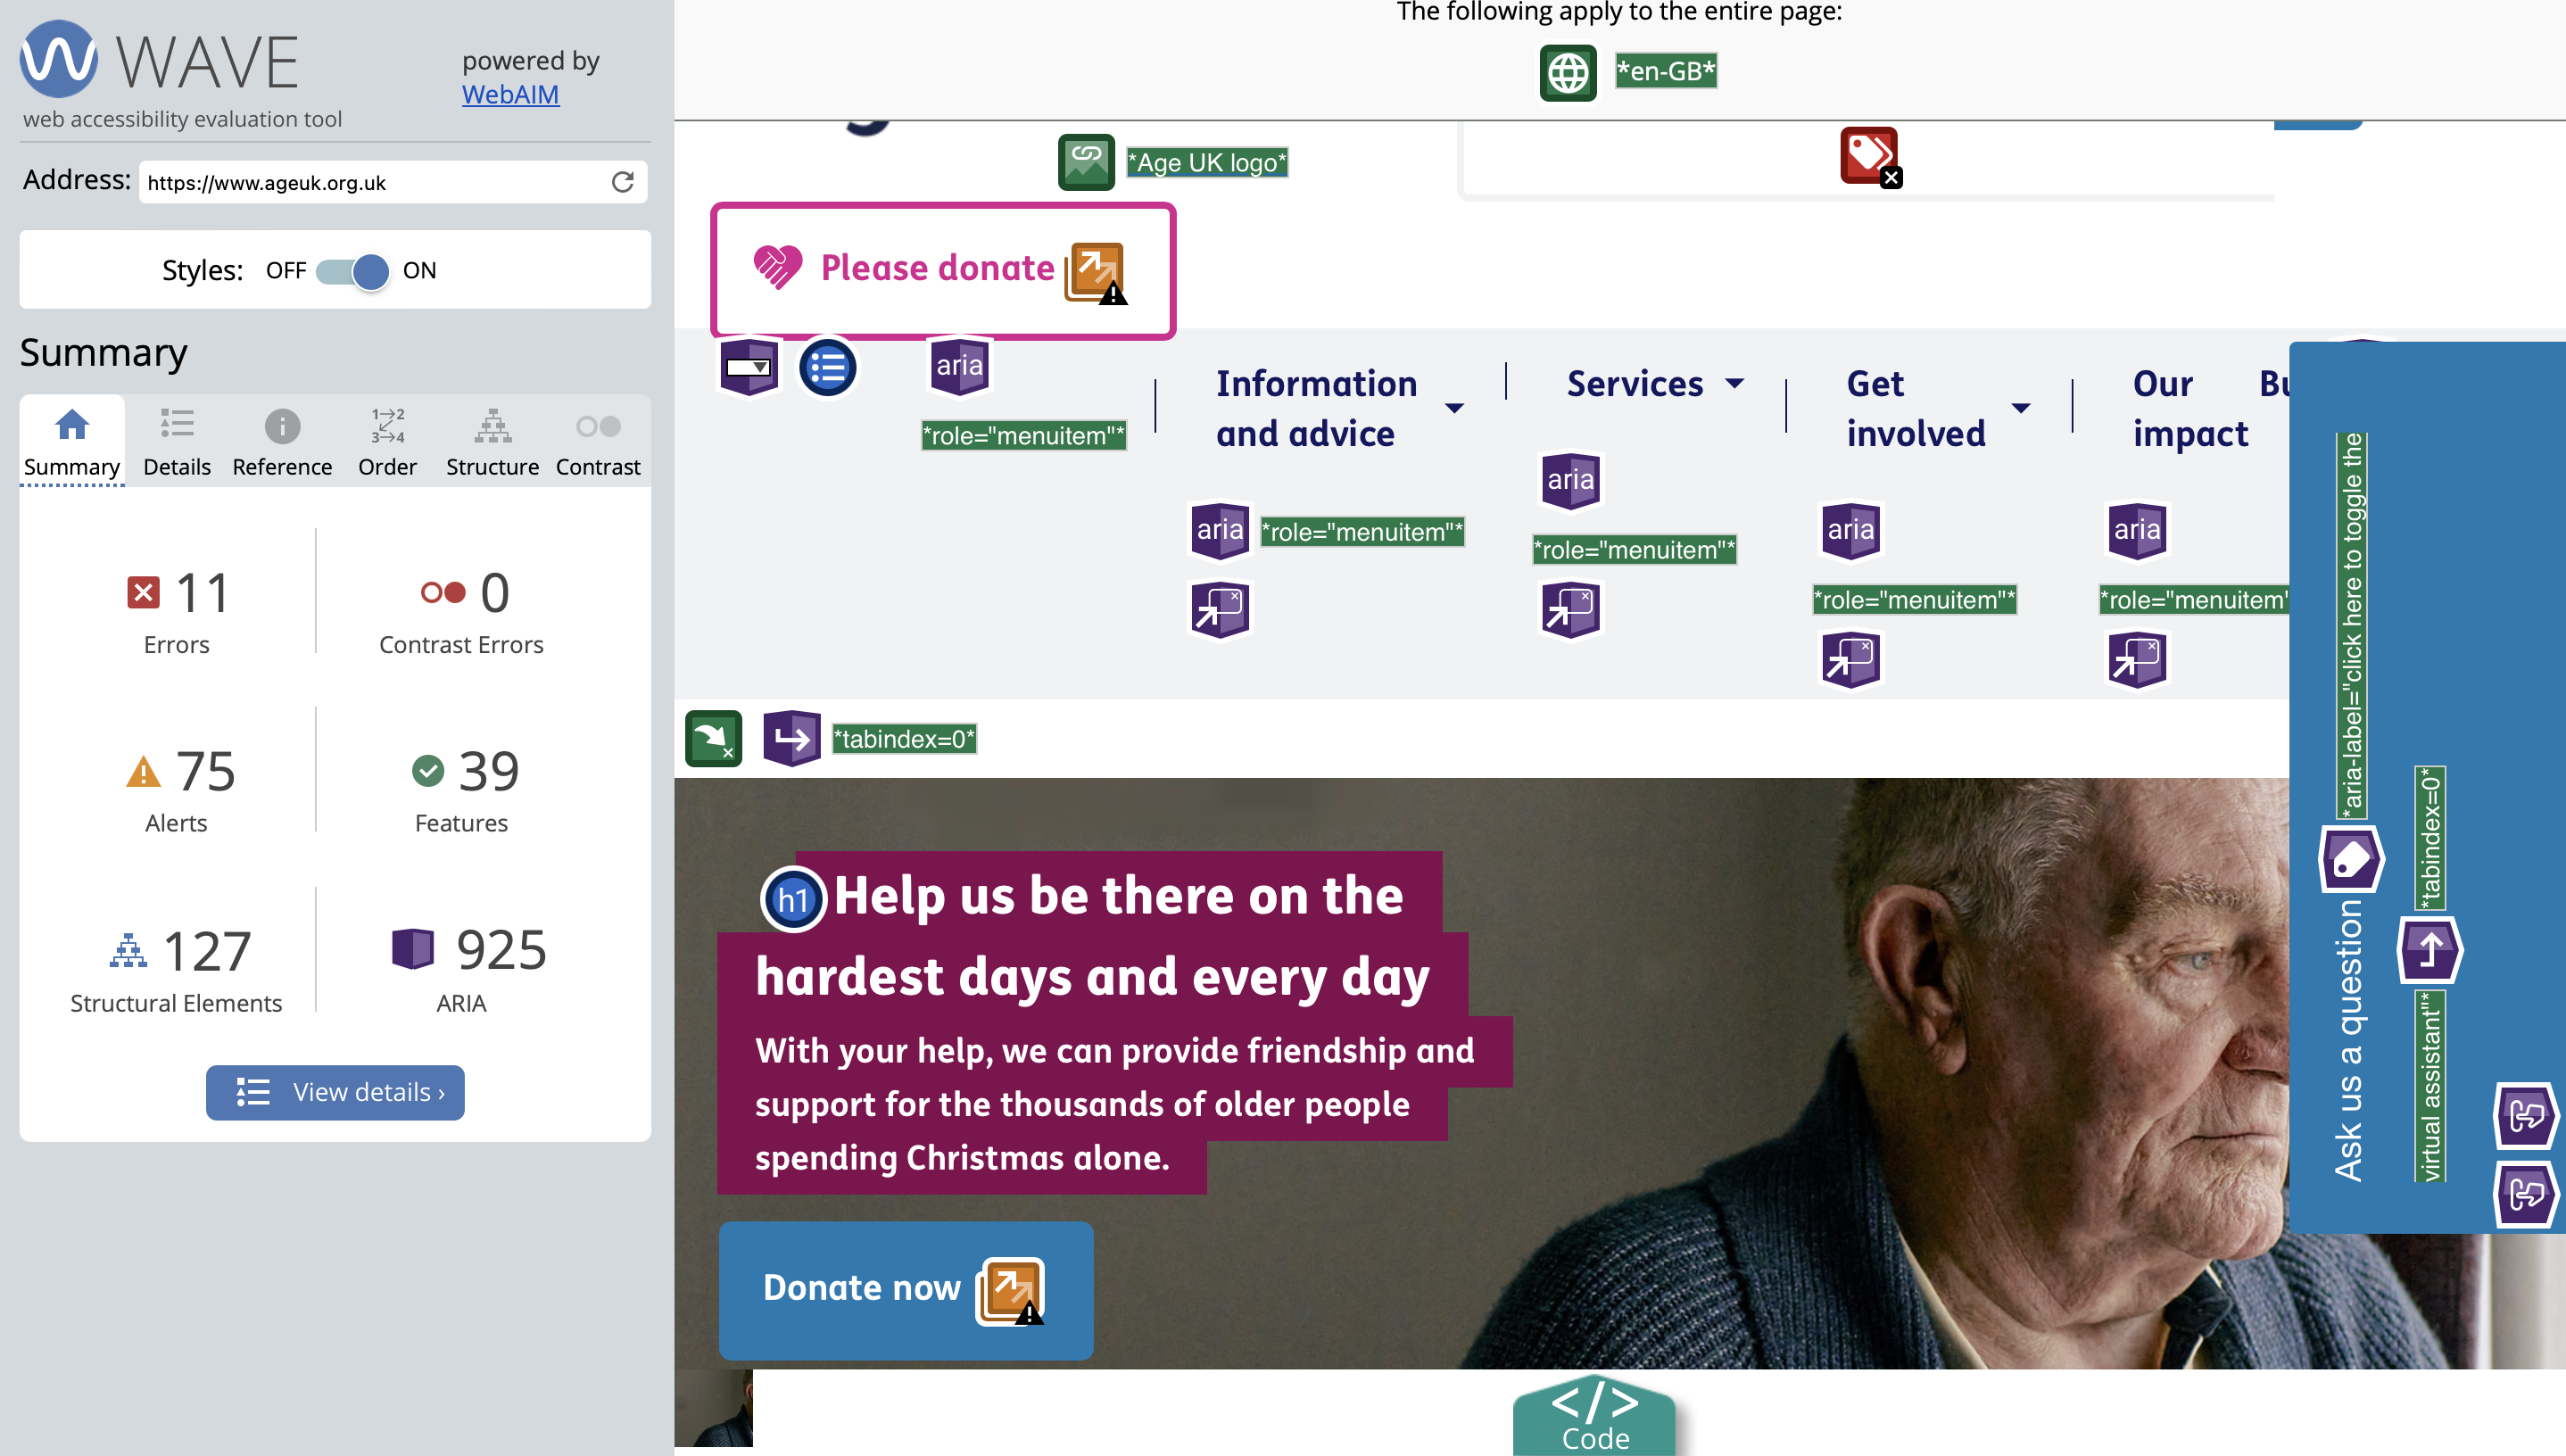 WAVE
powered by
WebAIM
web accessibility evaluation tool
Address: https://www.ageuk.org.uk
Styles: OFF ON
Summary
Summary Details Reference Order Structure Contrast
1→2
3→4
11
Errors
0
Contrast Errors
75
Alerts
39
Features
127
Structural Elements
925
ARIA
View details ›
The following apply to the entire page:
*en-GB*
*Age UK logo*
Please donate
aria
*role="menuitem"*
Information
and advice
aria *role="menuitem"*
Services
aria
*role="menuitem"*
Get
involved
aria
*role="menuitem"*
Our
impact
aria
*role="menuitem"
*tabindex=0*
h1 Help us be there on the
hardest days and every day
With your help, we can provide friendship and
support for the thousands of older people
spending Christmas alone.
Donate now
Ask us a question *aria-label="click here to toggle the
virtual assistant"* *tabindex=0*
</>
Code